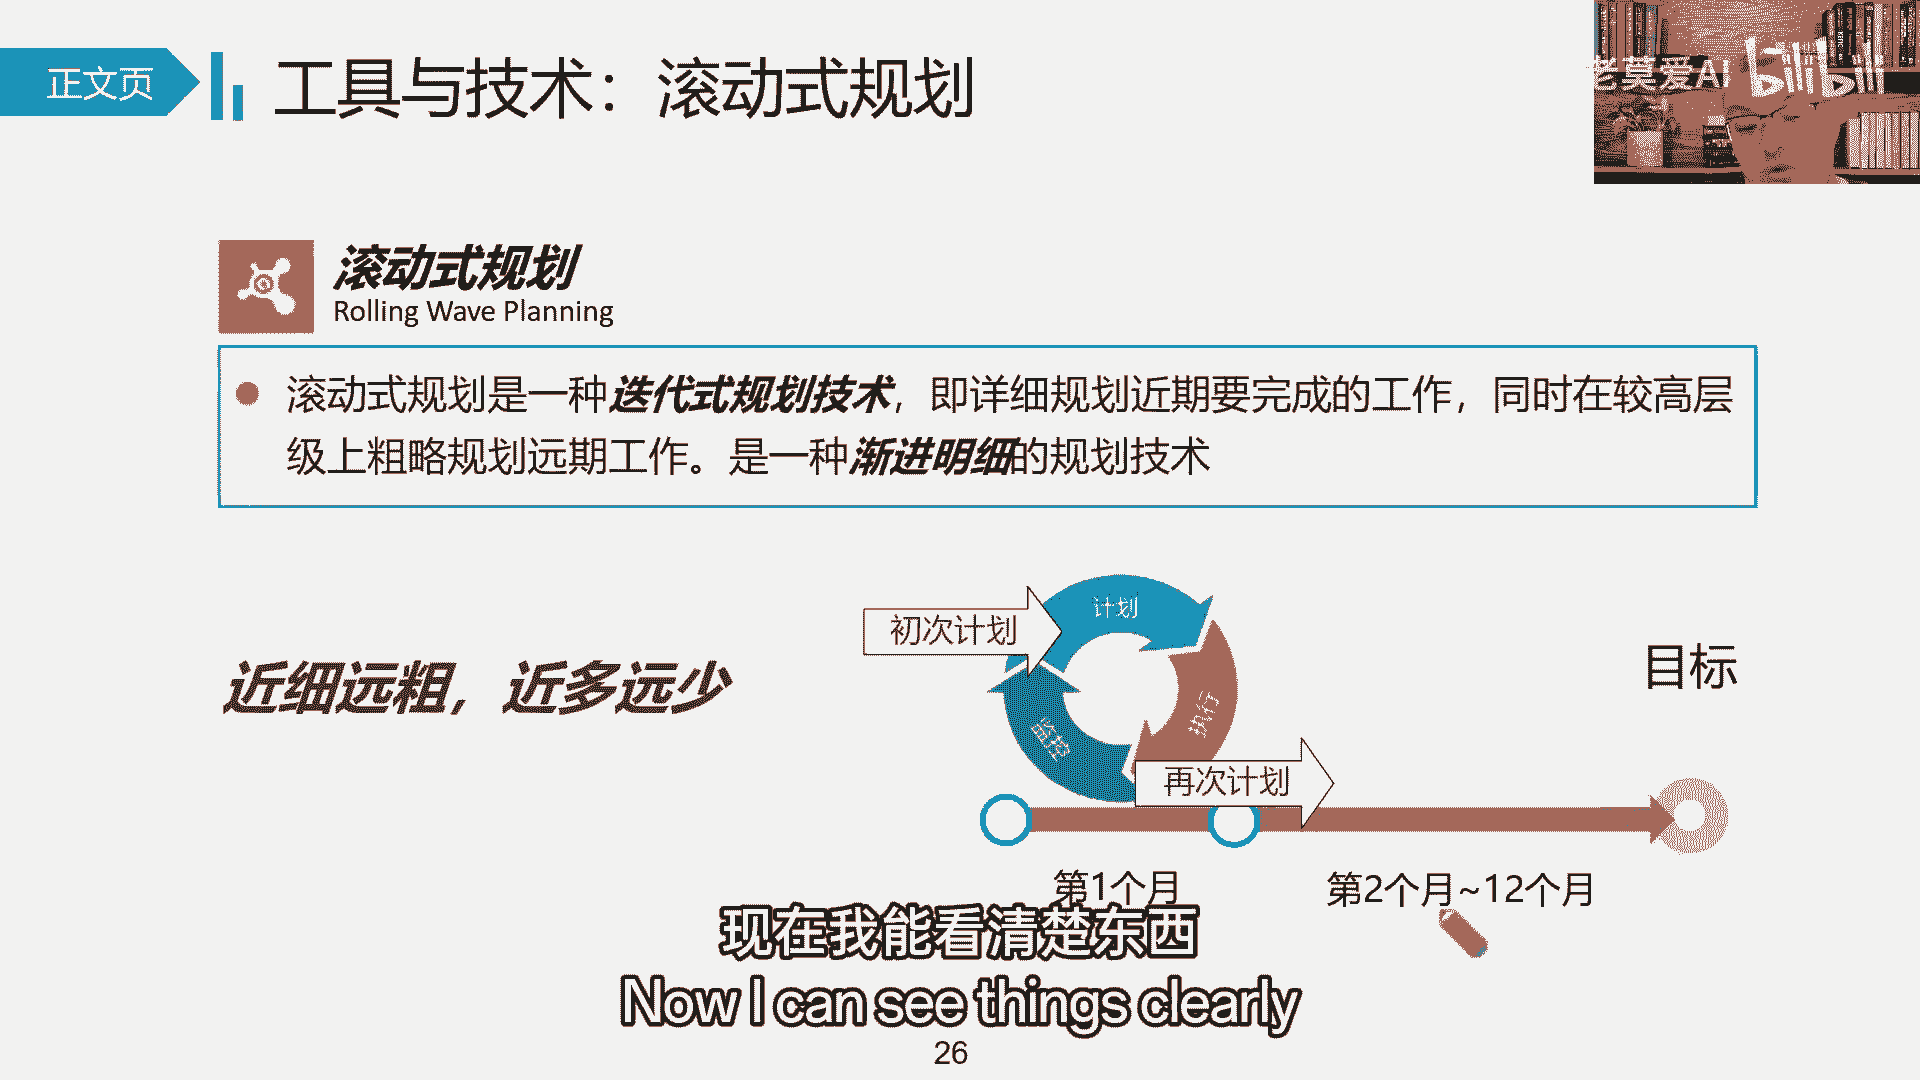 正文页
工具与技术：滚动式规划
老莫爱AI
bilibili
滚动式规划
Rolling Wave Planning
滚动式规划是一种迭代式规划技术，即详细规划近期要完成的工作，同时在较高层
级上粗略规划远期工作。是一种渐进明细的规划技术
近细远粗，近多远少
初次计划
计划
执行
监控
再次计划
目标
第1个月
第2个月~12个月
现在我能看清楚东西
Now I can see things clearly
26